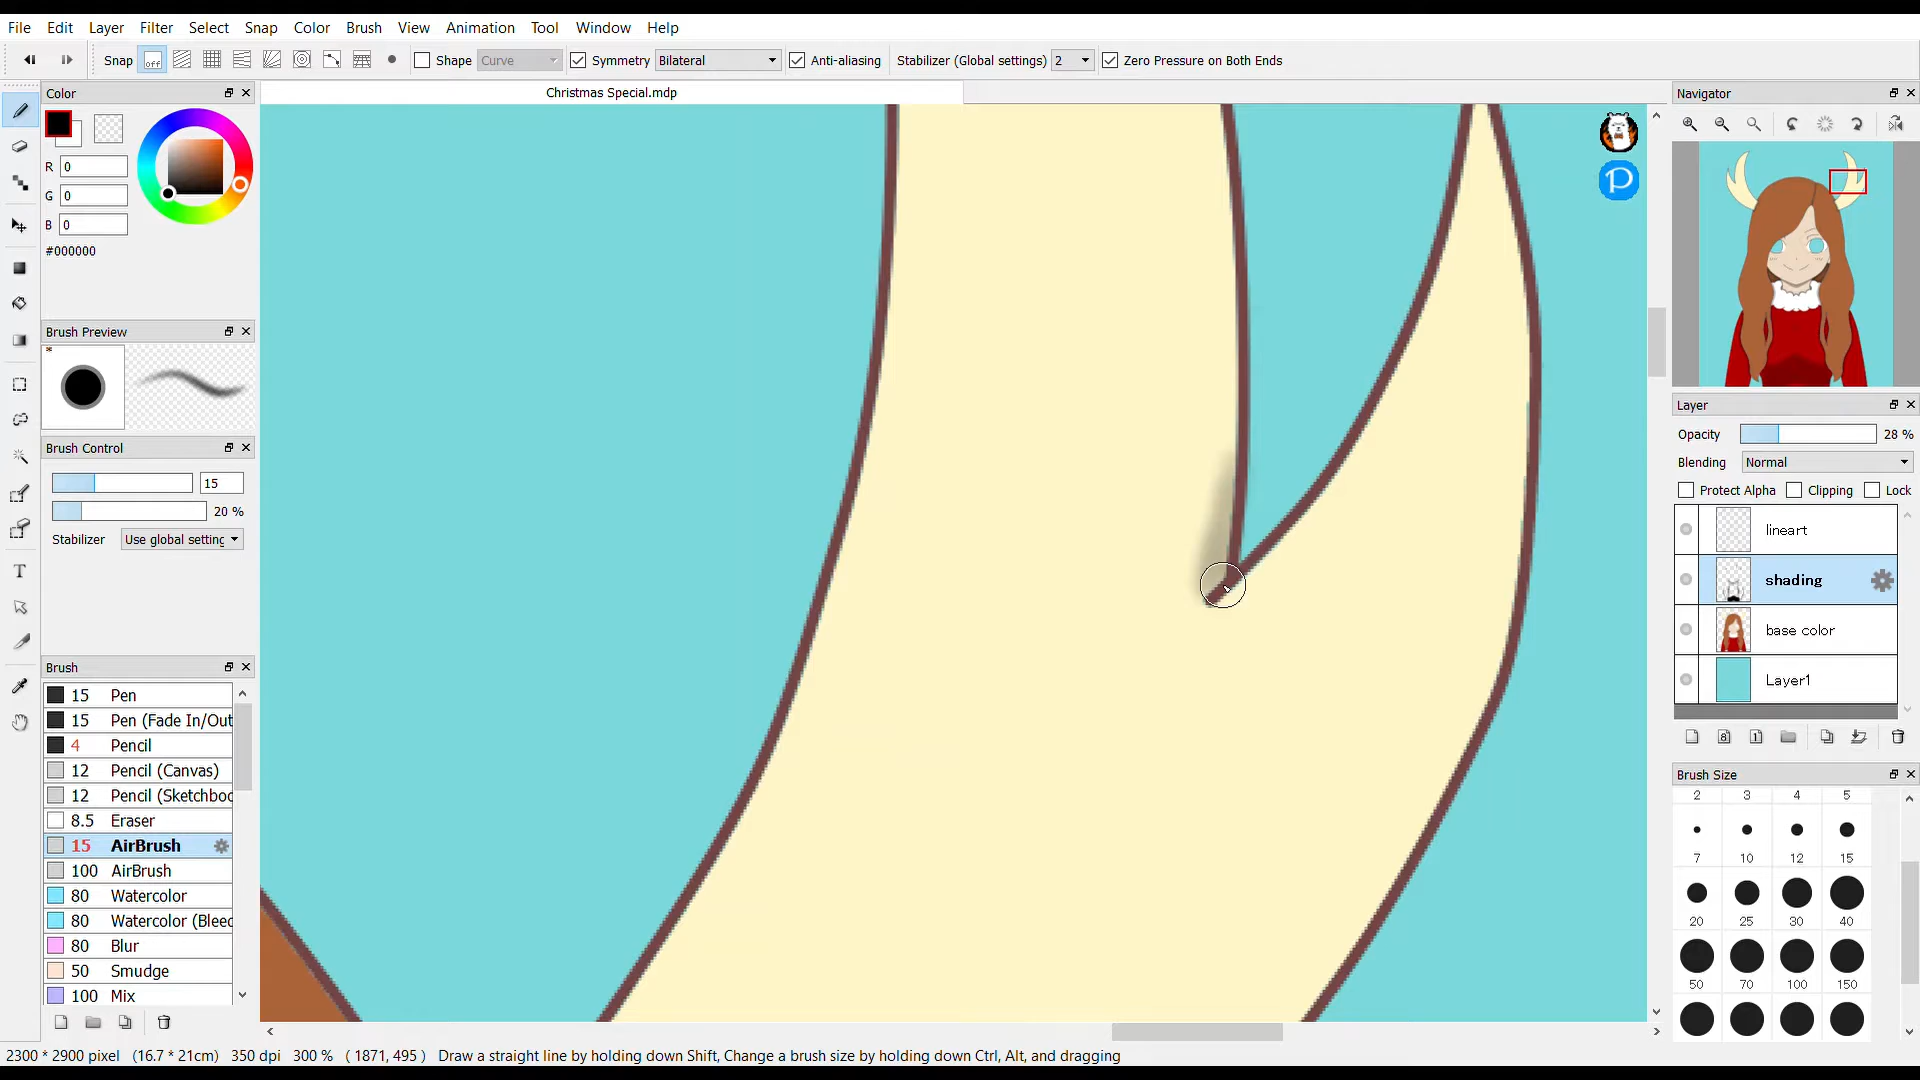 File Edit Layer Filter Select Snap Color Brush View Animation Tool Window Help
Snap off Shape Curve Symmetry Bilateral Anti-aliasing Stabilizer (Global settings) 2 Zero Pressure on Both Ends
Color
Christmas Special.mdp
Navigator
R 0
G 0
B 0
#000000
Brush Preview
*
Brush Control
15
20 %
Stabilizer Use global setting
Brush
15 Pen
15 Pen (Fade In/Out
4 Pencil
12 Pencil (Canvas)
12 Pencil (Sketchboo
8.5 Eraser
15 AirBrush
100 AirBrush
80 Watercolor
80 Watercolor (Bleed
80 Blur
50 Smudge
100 Mix
P
Layer
Opacity 28 %
Blending Normal
Protect Alpha Clipping Lock
lineart
shading
base color
Layer1
8 1
Brush Size
2 3 4 5
7 10 12 15
20 25 30 40
50 70 100 150
T
2300 * 2900 pixel (16.7 * 21cm) 350 dpi 300 % ( 1871, 495 ) Draw a straight line by holding down Shift, Change a brush size by holding down Ctrl, Alt, and dragging